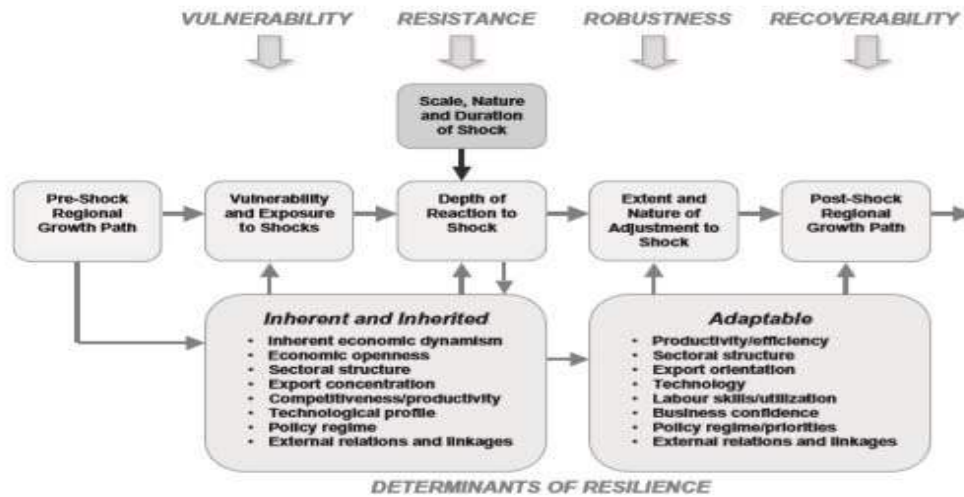 VULNERABILITY
RESISTANCE
ROBUSTNESS
RECOVERABILITY
Scale, Nature
and Duration
of Shock
Pre-Shock
Regional
Growth Path
Vulnerability
and Exposure
to Shocks
Depth of
Reaction to
Shock
Extent and
Nature of
Adjustment to
Shock
Post-Shock
Regional
Growth Path
Inherent and Inherited
• Inherent economic dynamism
• Economic openness
• Sectoral structure
• Export concentration
• Competitiveness/productivity
• Technological profile
• Policy regime
• External relations and linkages
Adaptable
• Productivity/efficiency
• Sectoral structure
• Export orientation
• Technology
• Labour skills/utilization
• Business confidence
• Policy regime/priorities
• External relations and linkages
DETERMINANTS OF RESILIENCE